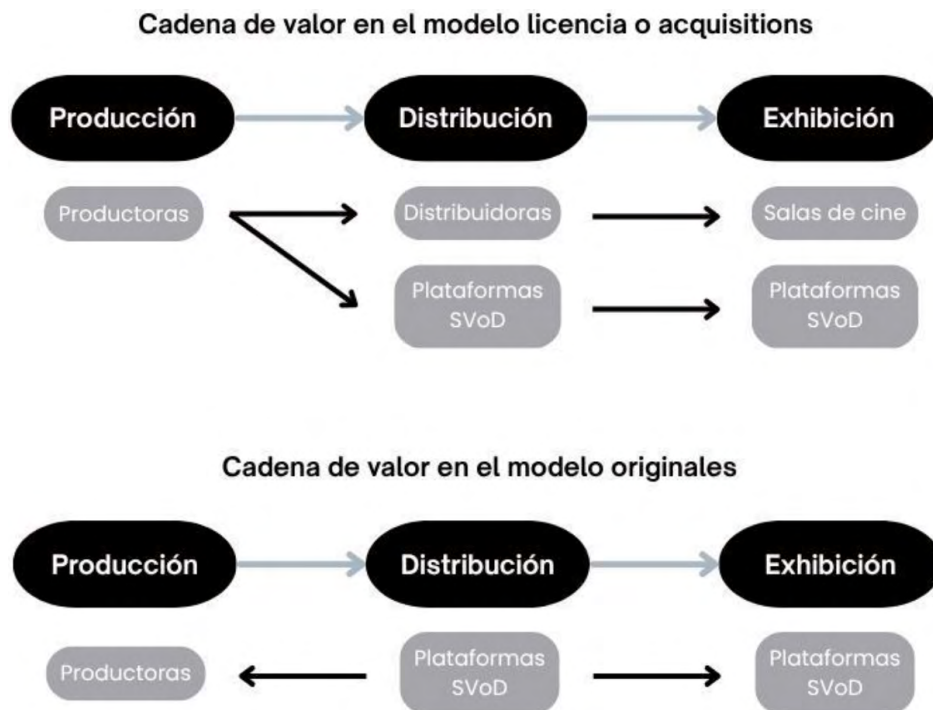 Cadena de valor en el modelo licencia o acquisitions
Producción
Distribución
Exhibición
Productoras
Distribuidoras
Salas de cine
Plataformas
SVoD
Plataformas
SVoD
Cadena de valor en el modelo originales
Producción
Distribución
Exhibición
Productoras
Plataformas
SVoD
Plataformas
SVoD